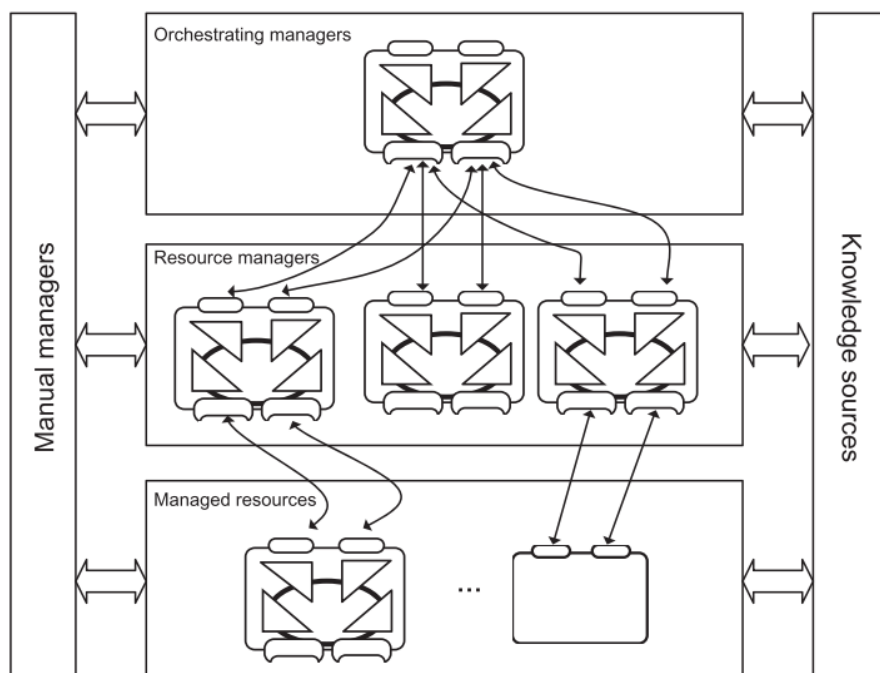 Orchestrating managers
Manual managers
Knowledge sources
Resource managers
Managed resources
...